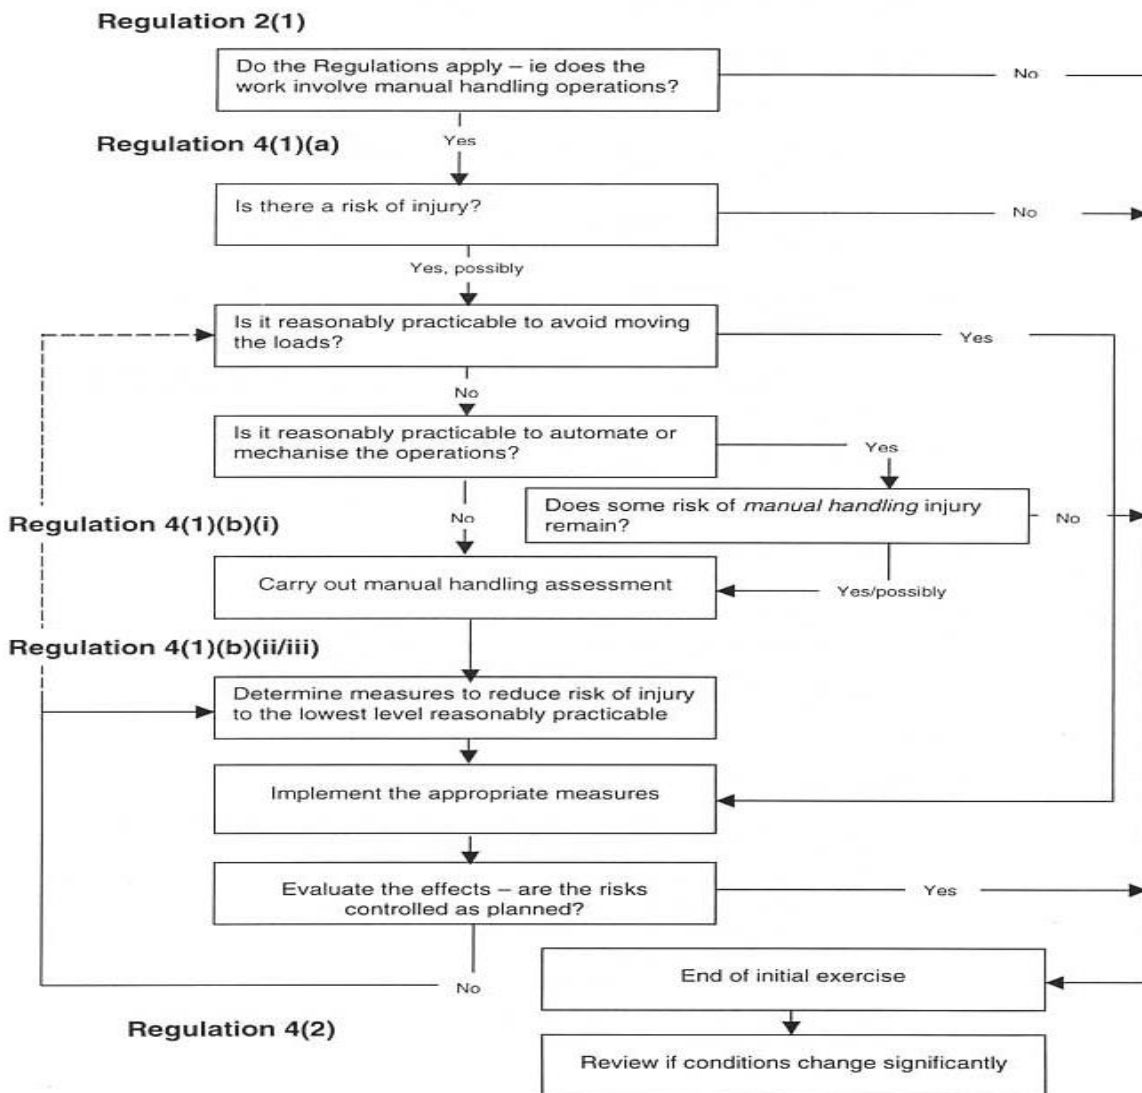 Regulation 2(1)
Do the Regulations apply – ie does the
work involve manual handling operations?
No
Yes
Regulation 4(1)(a)
Is there a risk of injury?
No
Yes, possibly
Is it reasonably practicable to avoid moving
the loads?
Yes
No
Is it reasonably practicable to automate or
mechanise the operations?
Yes
Does some risk of manual handling injury
remain?
No
No
Regulation 4(1)(b)(i)
Carry out manual handling assessment
Yes/possibly
Regulation 4(1)(b)(ii/iii)
Determine measures to reduce risk of injury
to the lowest level reasonably practicable
Implement the appropriate measures
Evaluate the effects – are the risks
controlled as planned?
Yes
No
End of initial exercise
Regulation 4(2)
Review if conditions change significantly